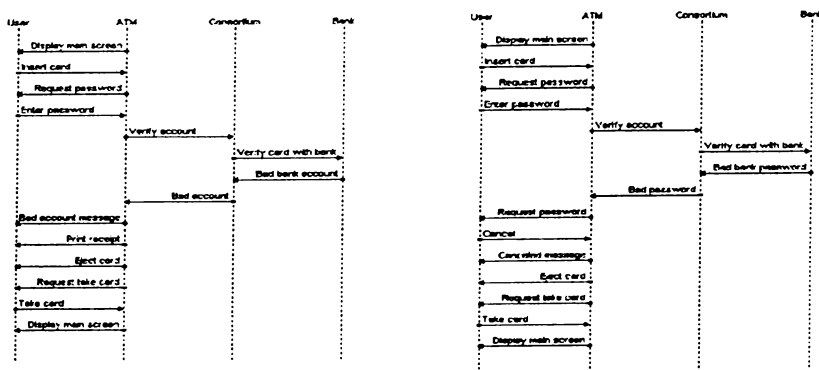 User ATM Consortium Bank
Display main screen
Insert card
Request password
Enter password
Verify account
Verify card with bank
Bad bank account
Bad account
Bad account message
Print receipt
Eject card
Request take card
Take card
Display main screen
User ATM Consortium Bank
Display main screen
Insert card
Request password
Enter password
Verify account
Verify card with bank
Bad bank password
Bad password
Request password
Cancel
Canceled message
Eject card
Request take card
Take card
Display main screen